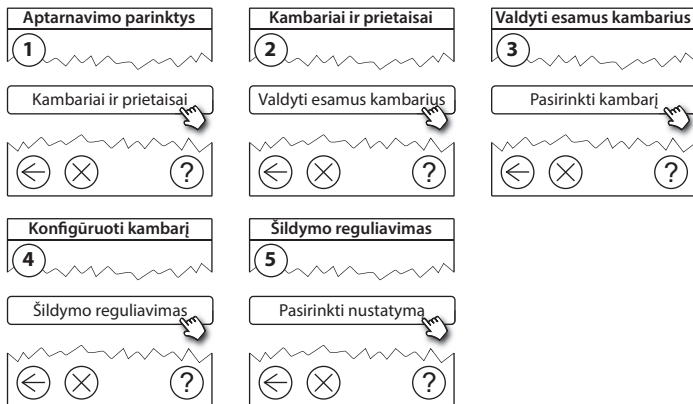 Aptarnavimo parinktys
1
Kambariai ir prietaisai
?
Kambariai ir prietaisai
2
Valdyti esamus kambarius
?
Valdyti esamus kambarius
3
Pasirinkti kambarį
?
Konfigūruoti kambarį
4
Šildymo reguliavimas
?
Šildymo reguliavimas
5
Pasirinkti nustatymą
?